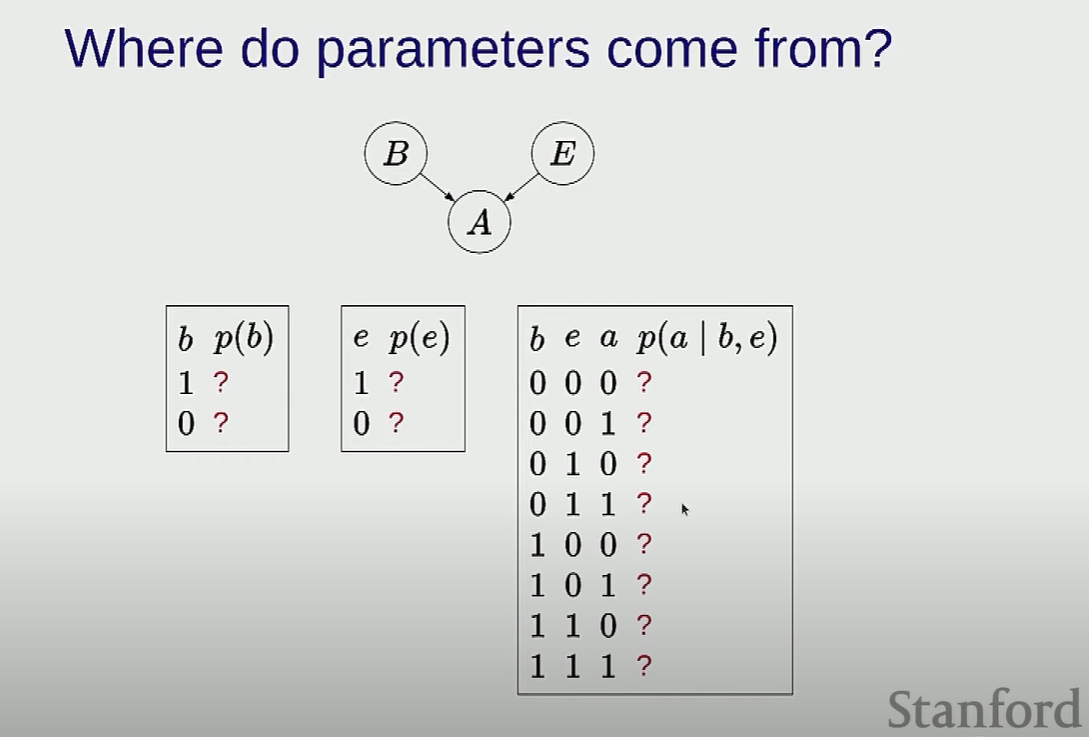 Where do parameters come from?
B
E
A
b p(b)
1 ?
0 ?
e p(e)
1 ?
0 ?
b e a p(a | b, e)
0 0 0 ?
0 0 1 ?
0 1 0 ?
0 1 1 ?
1 0 0 ?
1 0 1 ?
1 1 0 ?
1 1 1 ?
Stanford